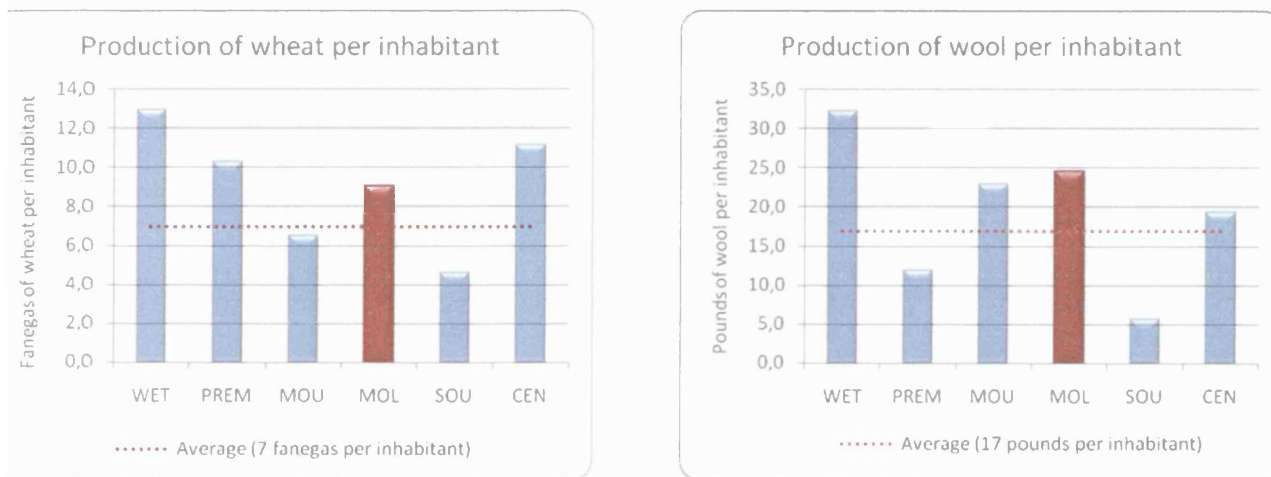 Production of wheat per inhabitant
Fanegas of wheat per inhabitant
14,0
12,0
10,0
8,0
6,0
4,0
2,0
0,0
WET PREM MOU MOL SOU CEN
Average (7 fanegas per inhabitant)
Production of wool per inhabitant
Pounds of wool per inhabitant
35,0
30,0
25,0
20,0
15,0
10,0
5,0
0,0
WET PREM MOU MOL SOU CEN
Average (17 pounds per inhabitant)